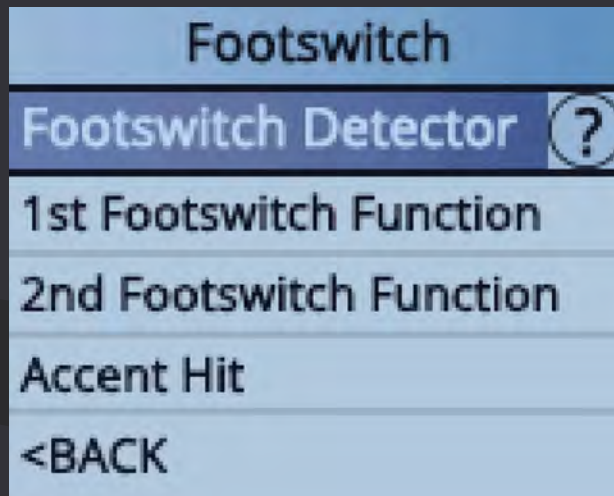 Footswitch
Footswitch Detector ?
1st Footswitch Function
2nd Footswitch Function
Accent Hit
<BACK